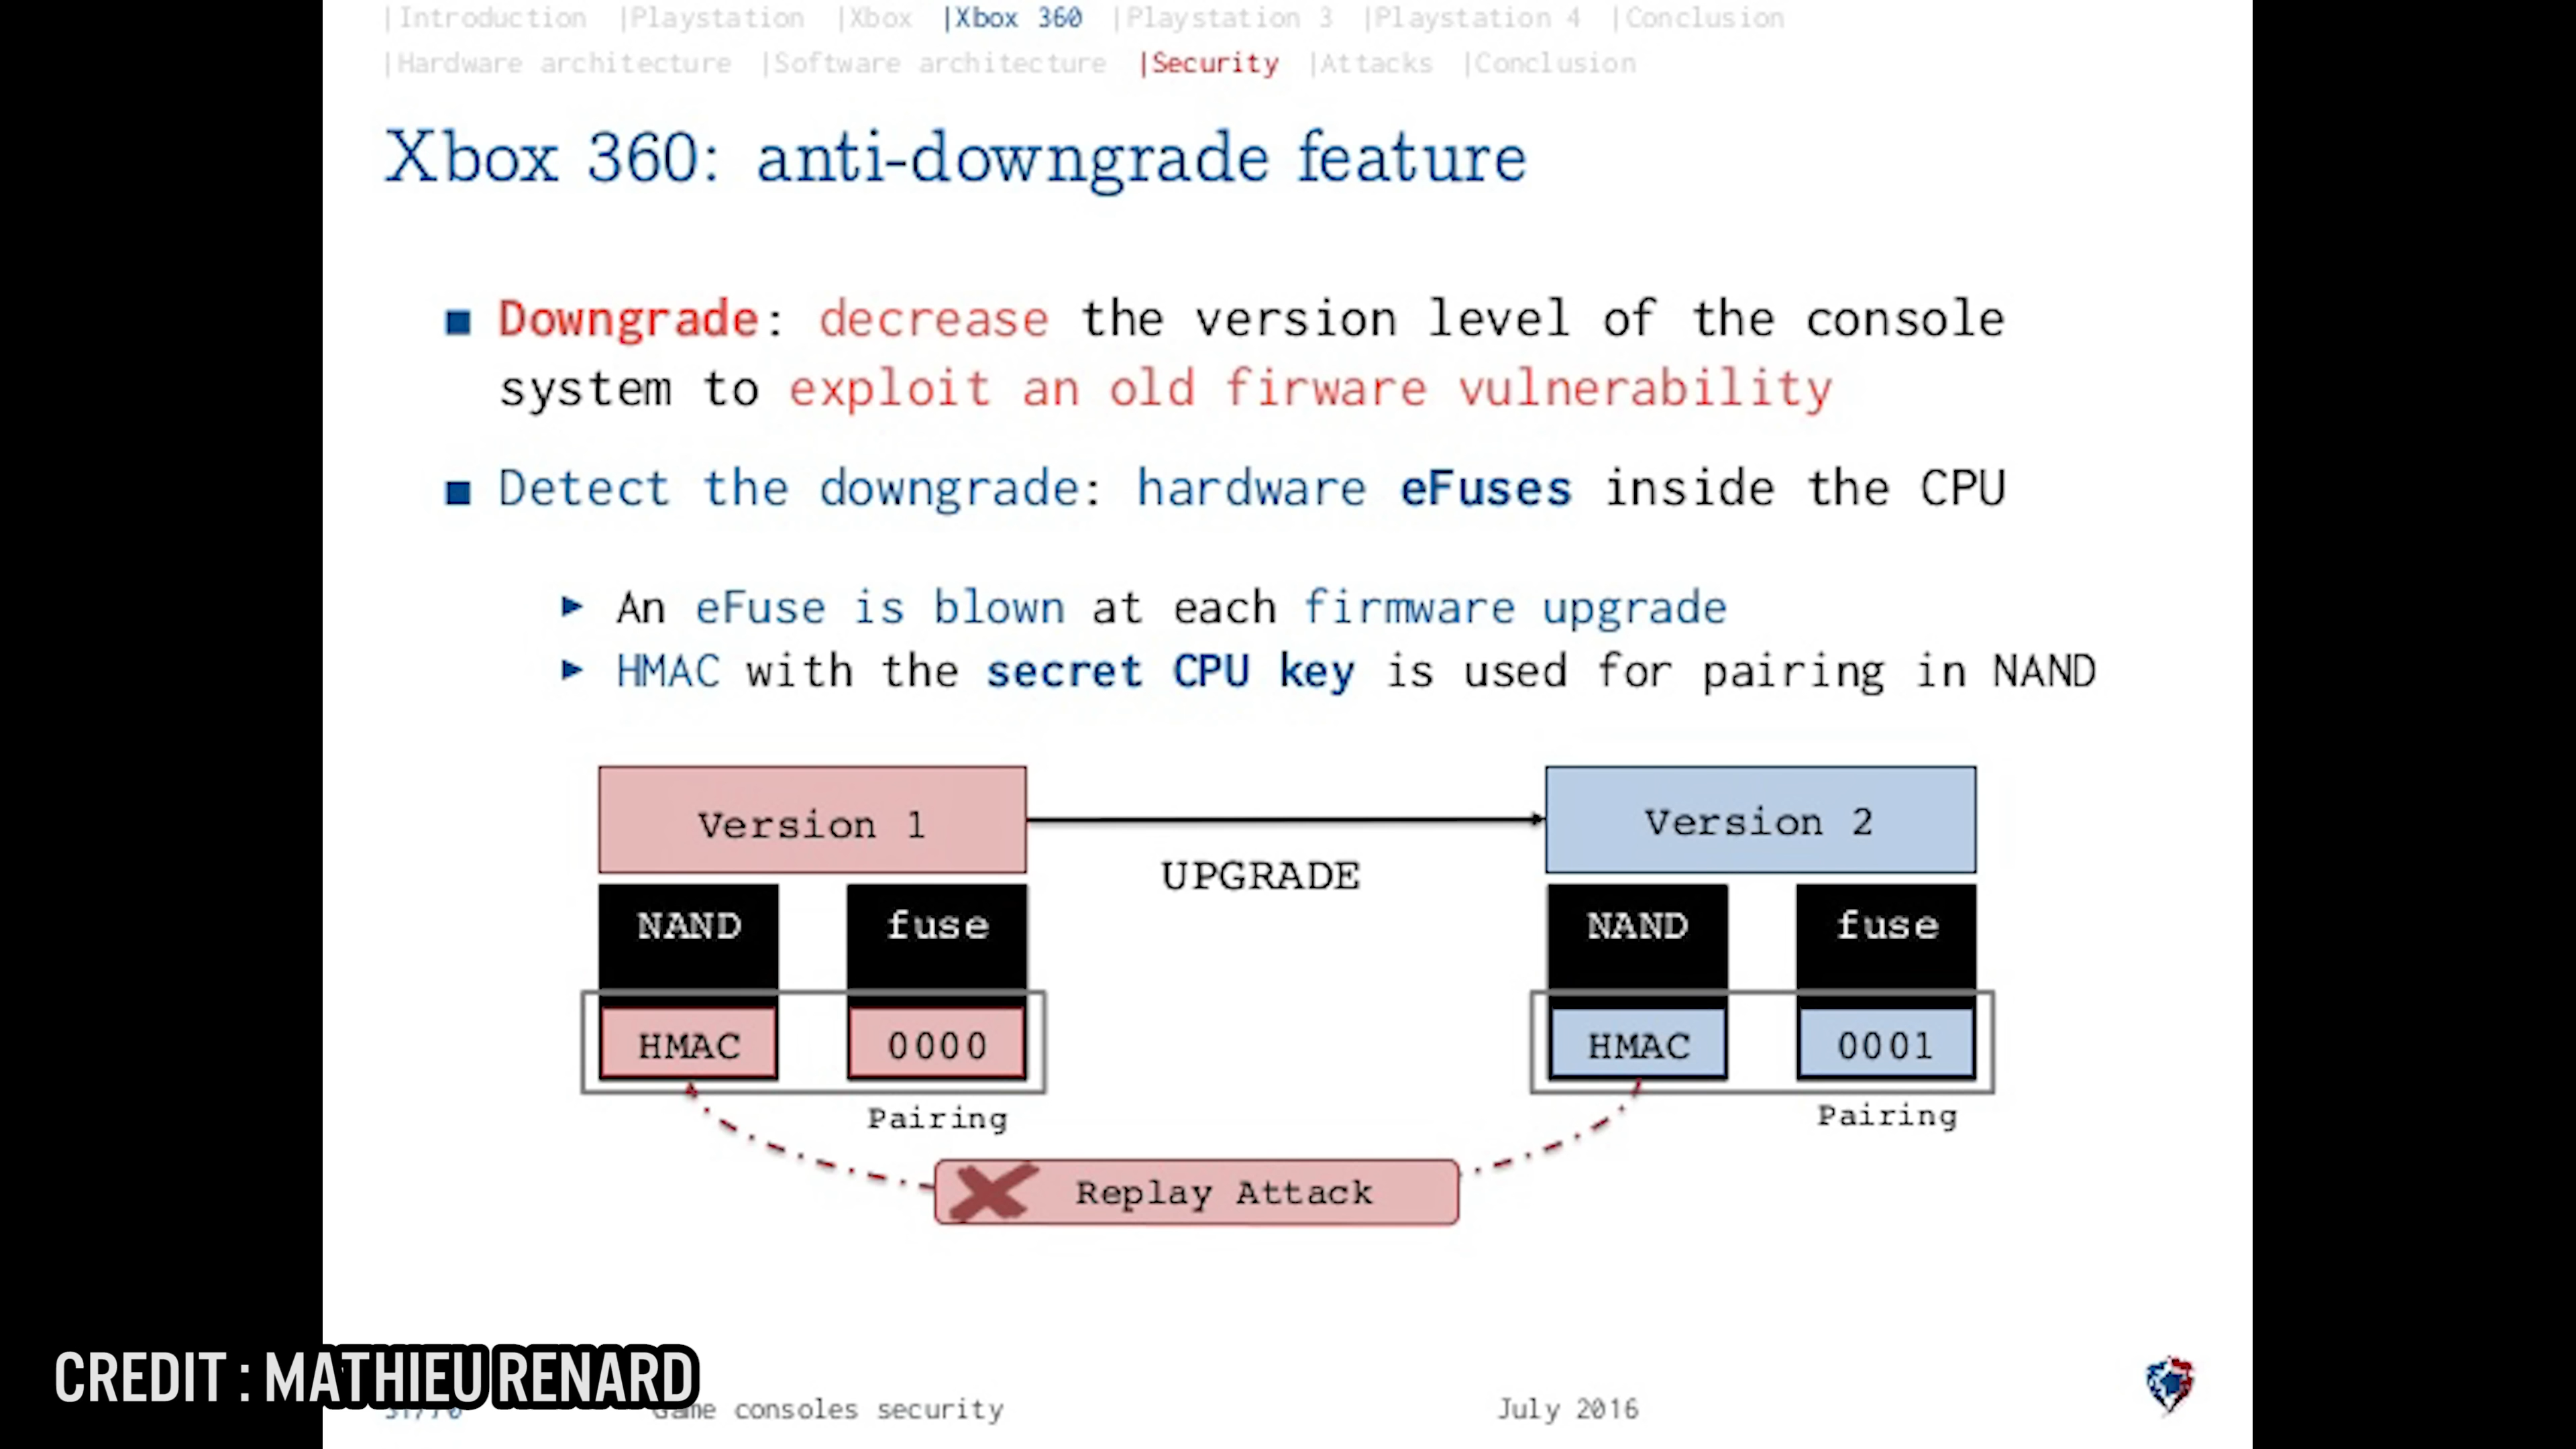 |Introduction |Playstation |Xbox |Xbox 360 |Playstation 3 |Playstation 4 |Conclusion
|Hardware architecture |Software architecture |Security |Attacks |Conclusion
Xbox 360: anti-downgrade feature
■ Downgrade: decrease the version level of the console
system to exploit an old firware vulnerability
■ Detect the downgrade: hardware eFuses inside the CPU
▶ An eFuse is blown at each firmware upgrade
▶ HMAC with the secret CPU key is used for pairing in NAND
Version 1
Version 2
UPGRADE
NAND fuse
NAND fuse
HMAC 0000
HMAC 0001
Pairing
Pairing
Replay Attack
CREDIT : MATHIEU RENARD
Game consoles security
July 2016